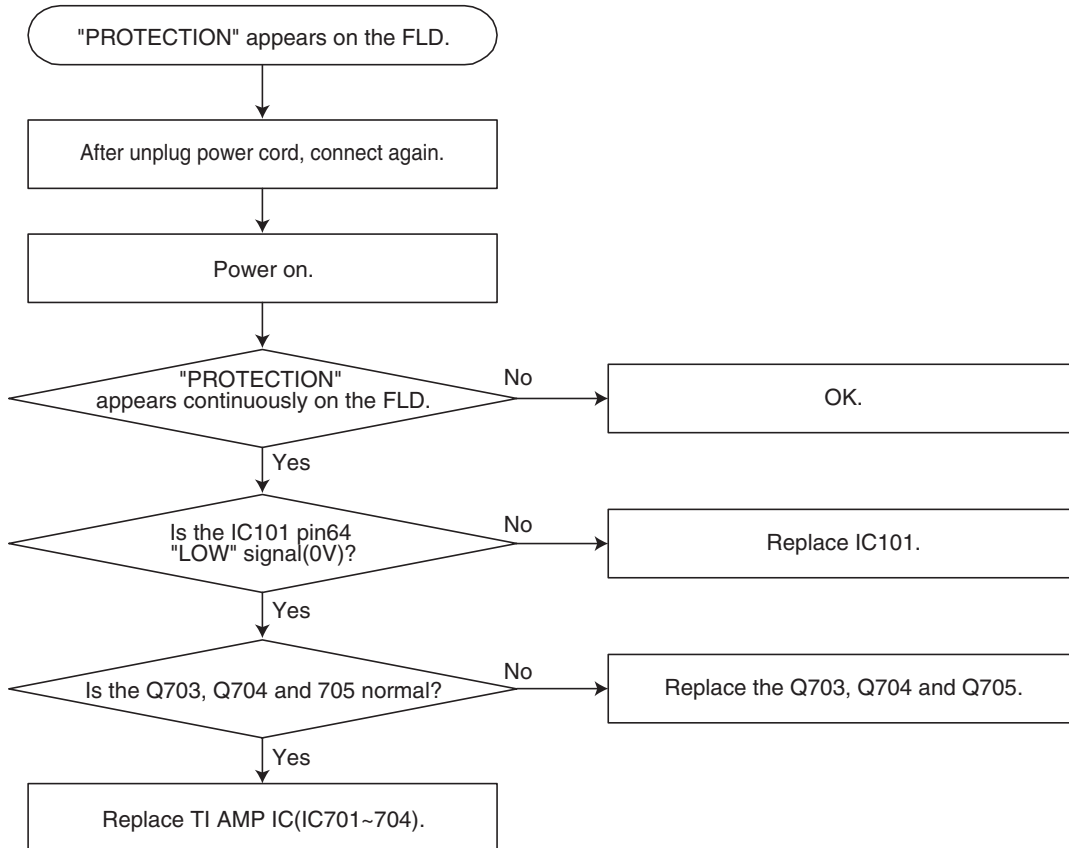 "PROTECTION" appears on the FLD.
After unplug power cord, connect again.
Power on.
"PROTECTION"
appears continuously on the FLD.
No
OK.
Yes
Is the IC101 pin64
"LOW" signal(0V)?
No
Replace IC101.
Yes
Is the Q703, Q704 and 705 normal?
No
Replace the Q703, Q704 and Q705.
Yes
Replace TI AMP IC(IC701~704).